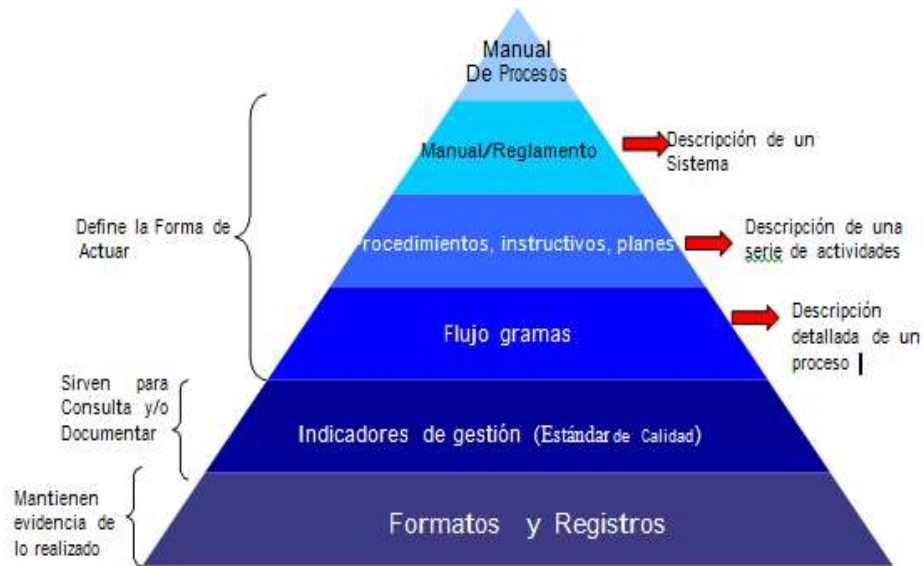 Manual
De Procesos
Manual/Reglamento
Descripción de un
Sistema
Define la Forma de
Actuar
Procedimientos, instructivos, planes
Descripción de una
serie de actividades
Flujo gramas
Descripción
detallada de un
proceso
Sirven para
Consulta y/o
Documentar
Indicadores de gestión (Estándar de Calidad)
Mantienen
evidencia de
lo realizado
Formatos y Registros